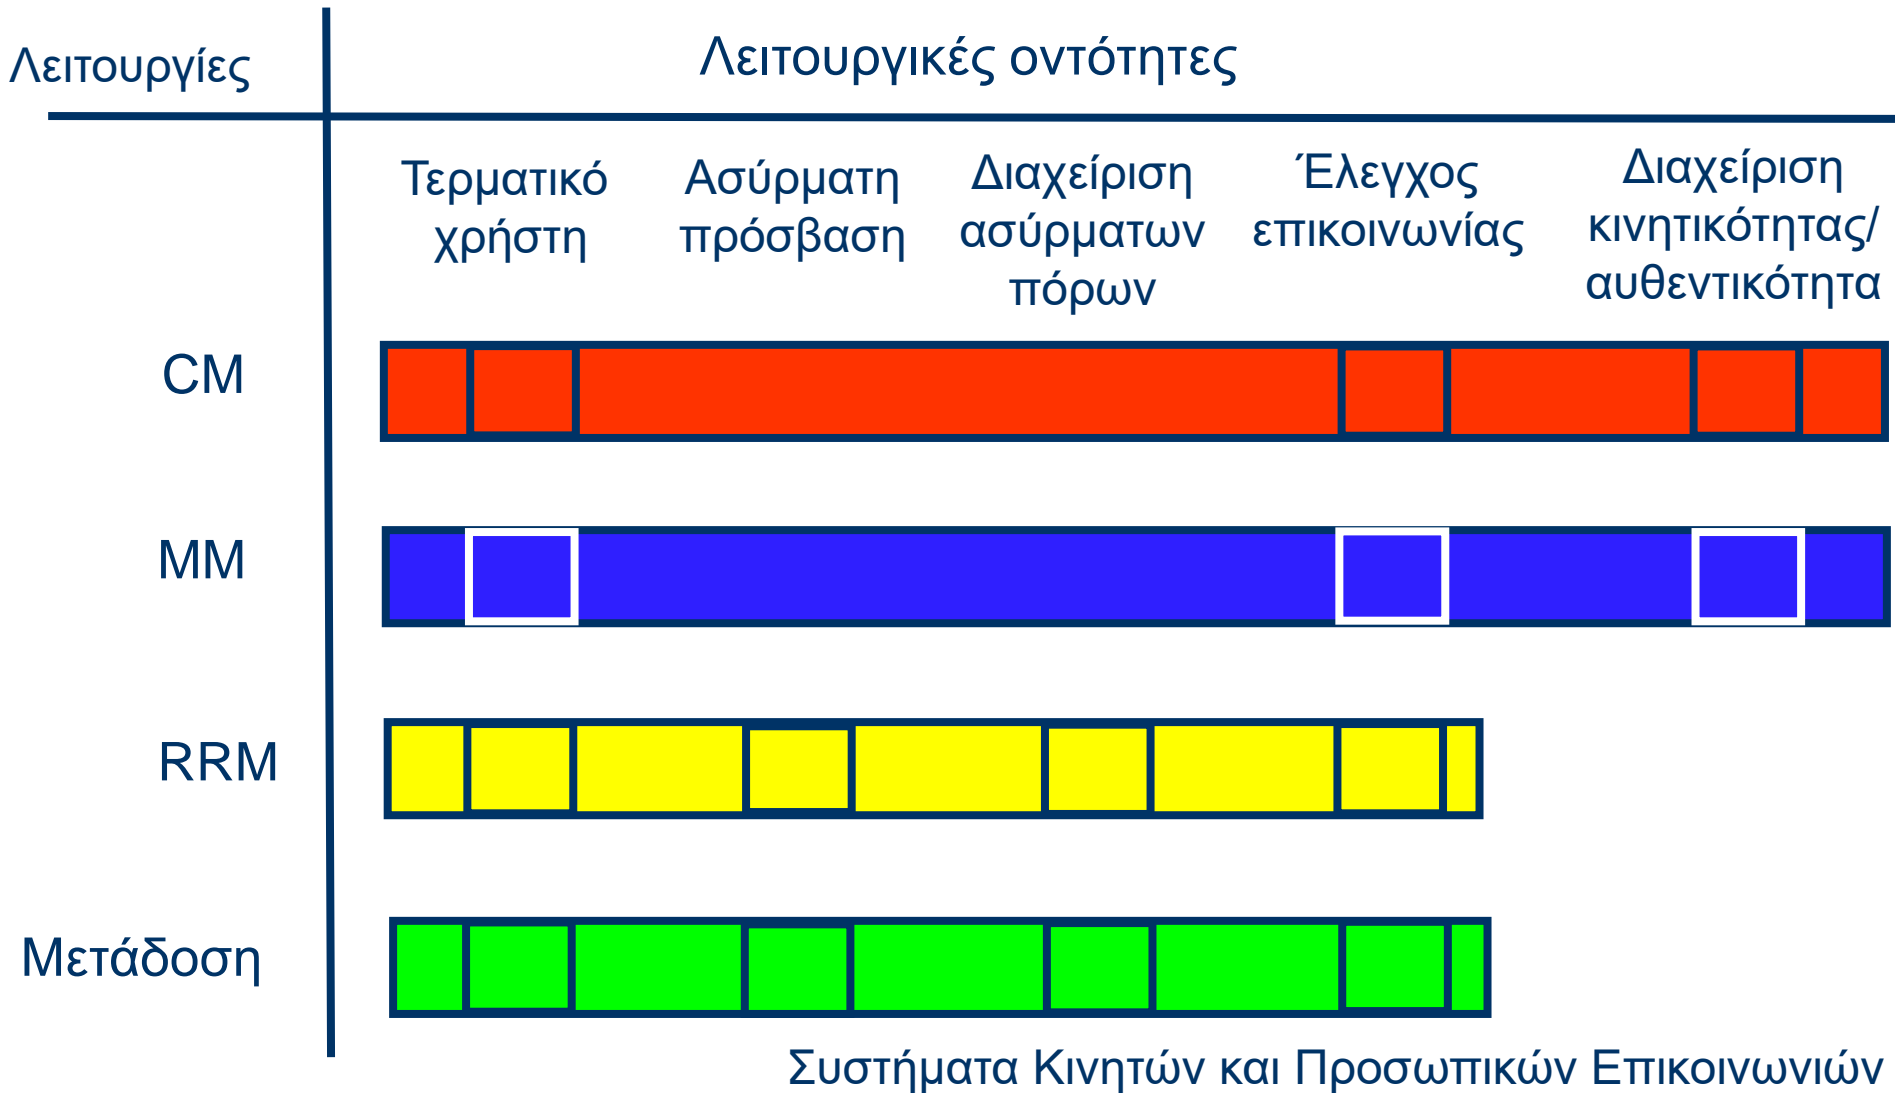 Λειτουργίες
Λειτουργικές οντότητες
Τερματικό
χρήστη
Ασύρματη
πρόσβαση
Διαχείριση
ασύρματων
πόρων
Έλεγχος
επικοινωνίας
Διαχείριση
κινητικότητας/
αυθεντικότητα
CM
MM
RRM
Μετάδοση
Συστήματα Κινητών και Προσωπικών Επικοινωνιών